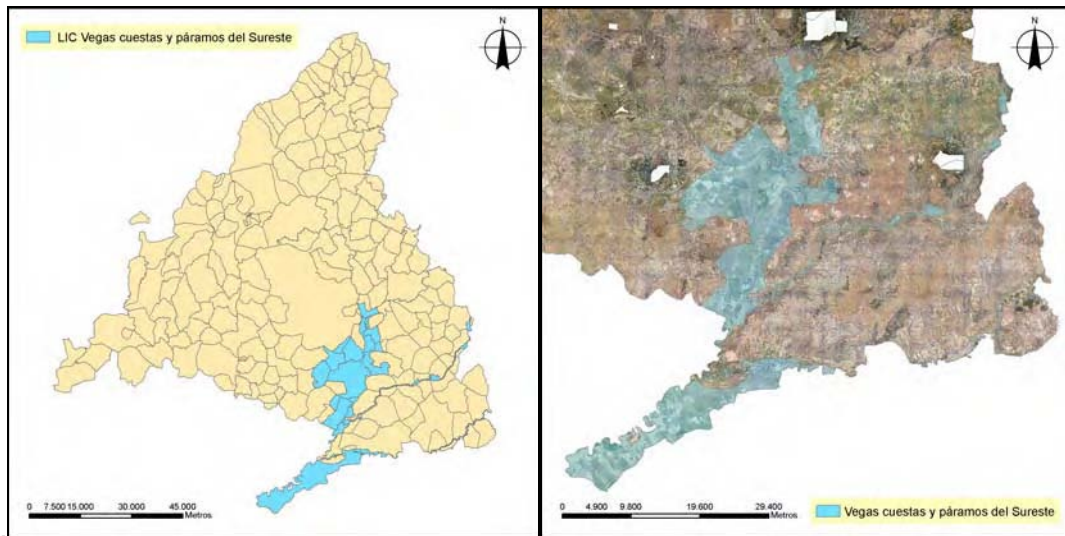 LIC Vegas cuestas y páramos del Sureste
N
0 7.500 15.000 30.000 45.000
Metros
N
0 4.900 9.800 19.600 29.400
Metros
Vegas cuestas y páramos del Sureste